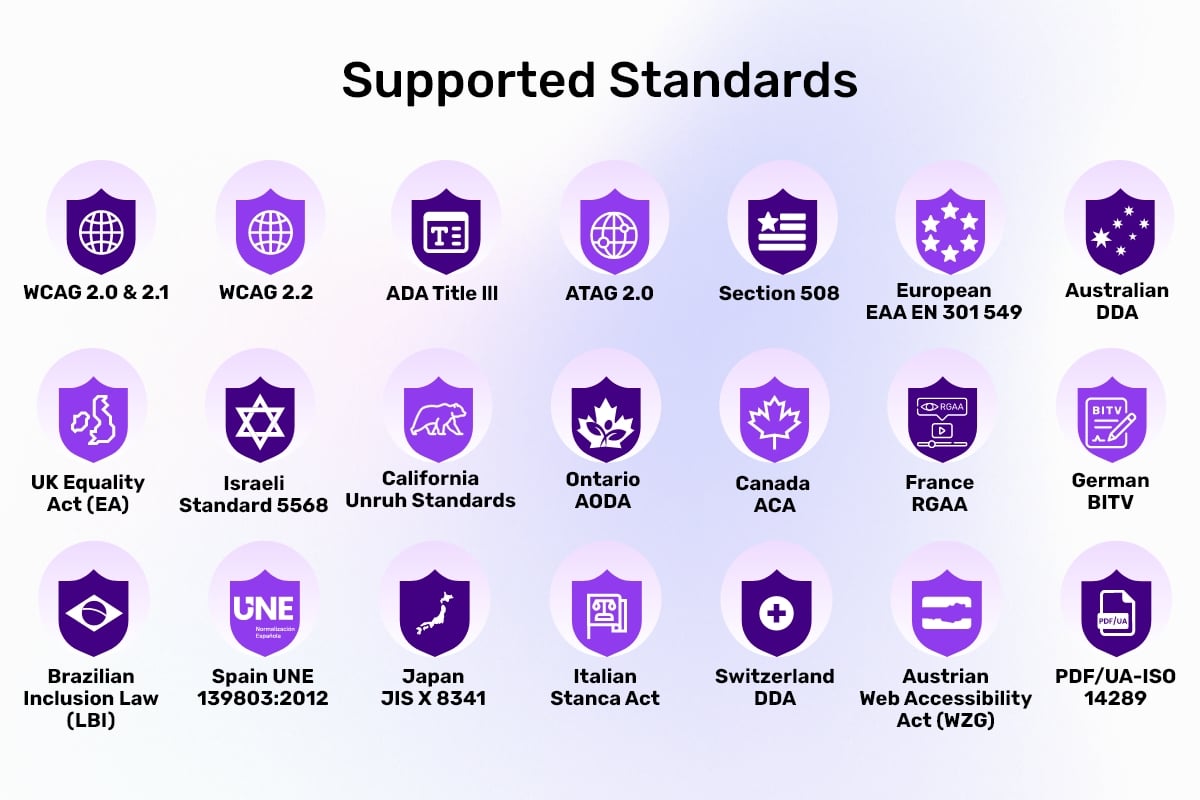 Supported Standards
WCAG 2.0 & 2.1
WCAG 2.2
T
ADA Title III
ATAG 2.0
Section 508
European
EAA EN 301 549
Australian
DDA
UK Equality
Act (EA)
Israeli
Standard 5568
California
Unruh Standards
Ontario
AODA
Canada
ACA
RGAA
France
RGAA
BITV
German
BITV
Brazilian
Inclusion Law
(LBI)
UNE
Normalización
Española
Spain UNE
139803:2012
Japan
JIS X 8341
Italian
Stanca Act
Switzerland
DDA
Austrian
Web Accessibility
Act (WZG)
PDF/UA
PDF/UA-ISO
14289